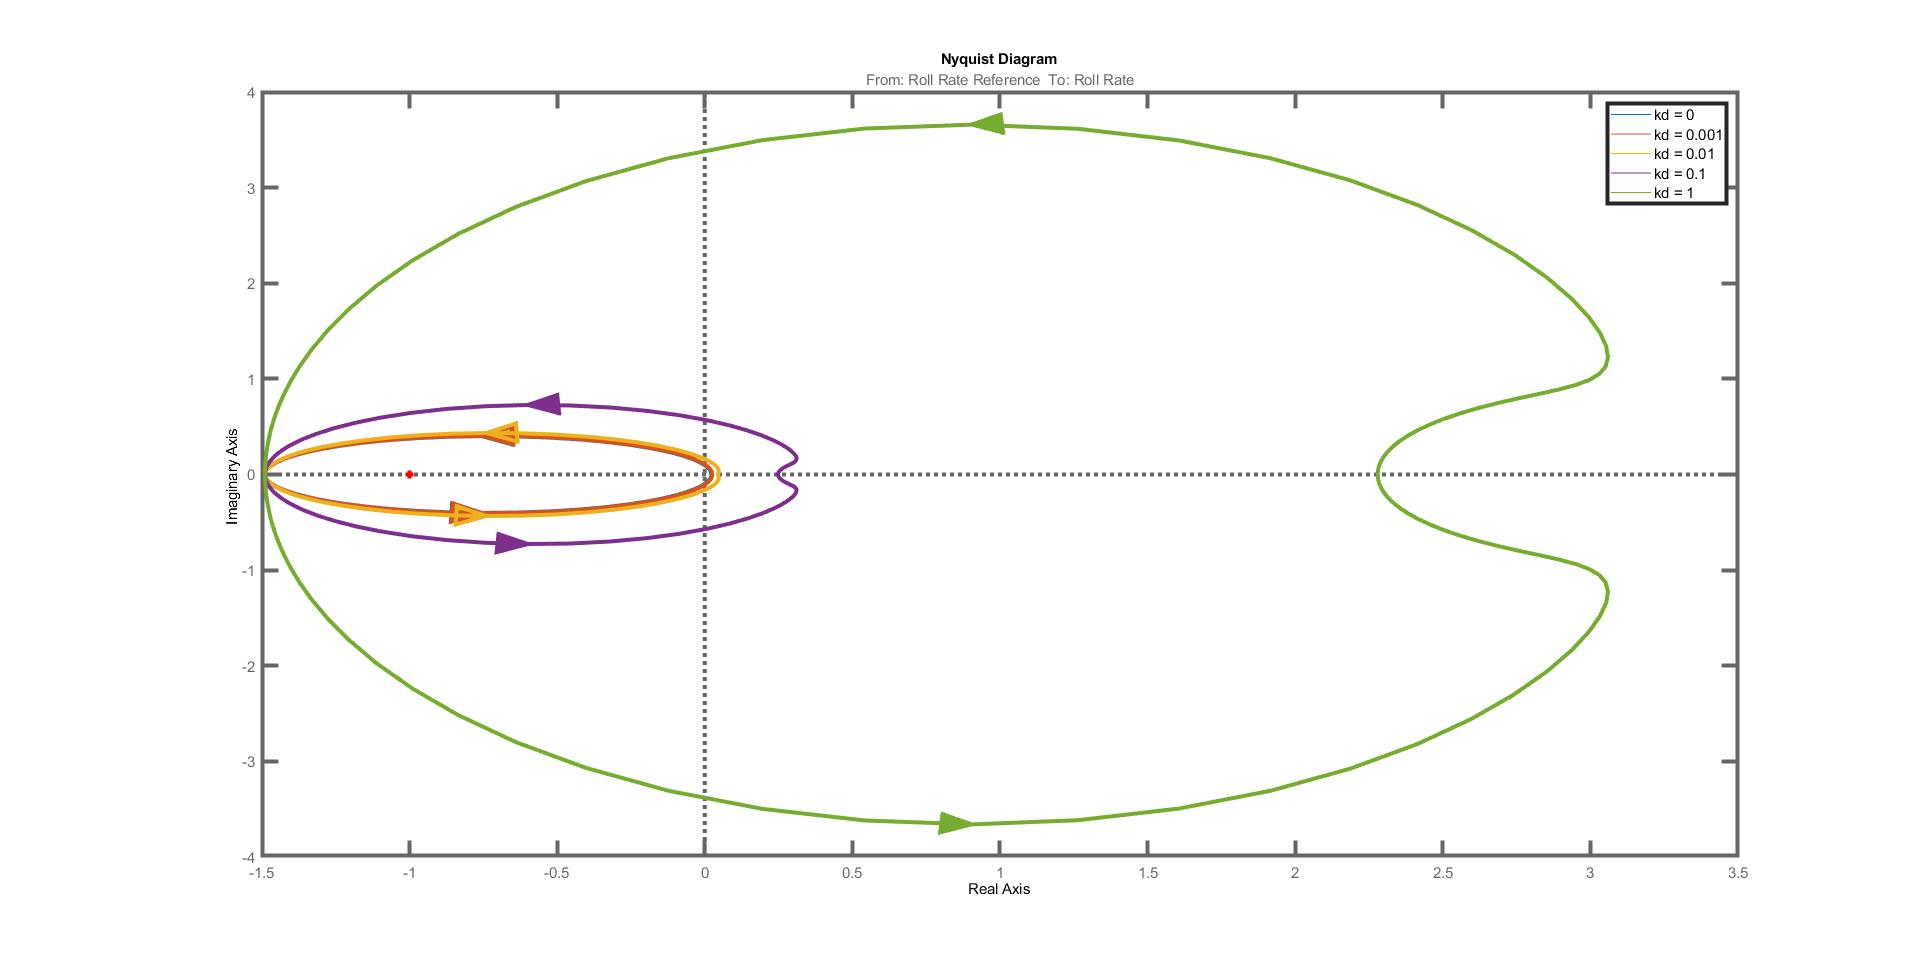 Nyquist Diagram
From: Roll Rate Reference To: Roll Rate
4
3
2
1
0
-1
-2
-3
-4
Imaginary Axis
kd = 0
kd = 0.001
kd = 0.01
kd = 0.1
kd = 1
-1.5 -1 -0.5 0 0.5 1 1.5 2 2.5 3 3.5
Real Axis